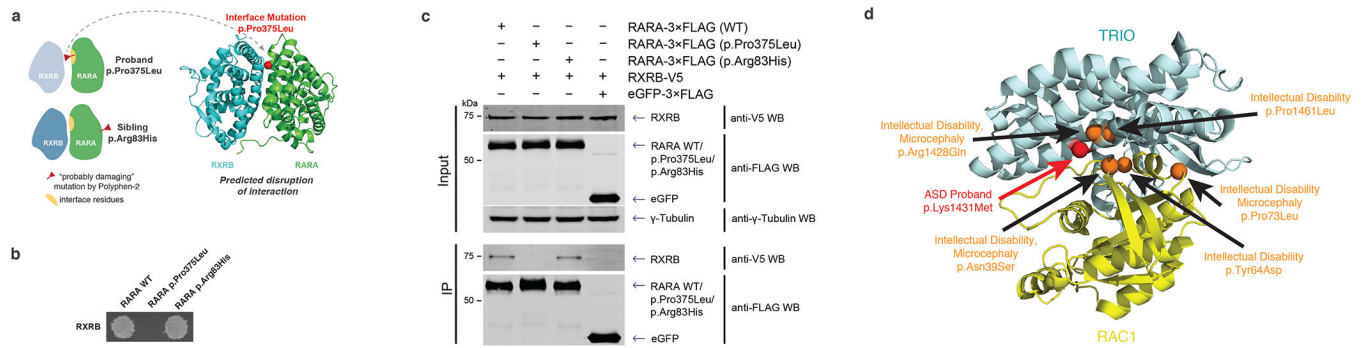 a
Interface Mutation
p.Pro375Leu
RXRB
RARA
Proband
p.Pro375Leu
RXRB
RARA
Sibling
p.Arg83His
"probably damaging"
mutation by Polyphen-2
interface residues
RXRB
RARA
Predicted disruption
of interaction
b
RARA WT
RARA p.Pro375Leu
RARA p.Arg83His
RXRB
c
+ − − − RARA-3×FLAG (WT)
− + − − RARA-3×FLAG (p.Pro375Leu)
− − + − RARA-3×FLAG (p.Arg83His)
+ + + + RXRB-V5
− − − + eGFP-3×FLAG
kDa
Input
75
← RXRB
anti-V5 WB
50
← RARA WT/
p.Pro375Leu/
p.Arg83His
anti-FLAG WB
← eGFP
← γ-Tubulin
anti-γ-Tubulin WB
IP
75
← RXRB
anti-V5 WB
50
← RARA WT/
p.Pro375Leu/
p.Arg83His
anti-FLAG WB
← eGFP
d
TRIO
Intellectual Disability
p.Pro1461Leu
Intellectual Disability,
Microcephaly
p.Arg1428Gln
ASD Proband
p.Lys1431Met
Intellectual Disability
Microcephaly
p.Pro73Leu
Intellectual Disability,
Microcephaly
p.Asn39Ser
Intellectual Disability
p.Tyr64Asp
RAC1